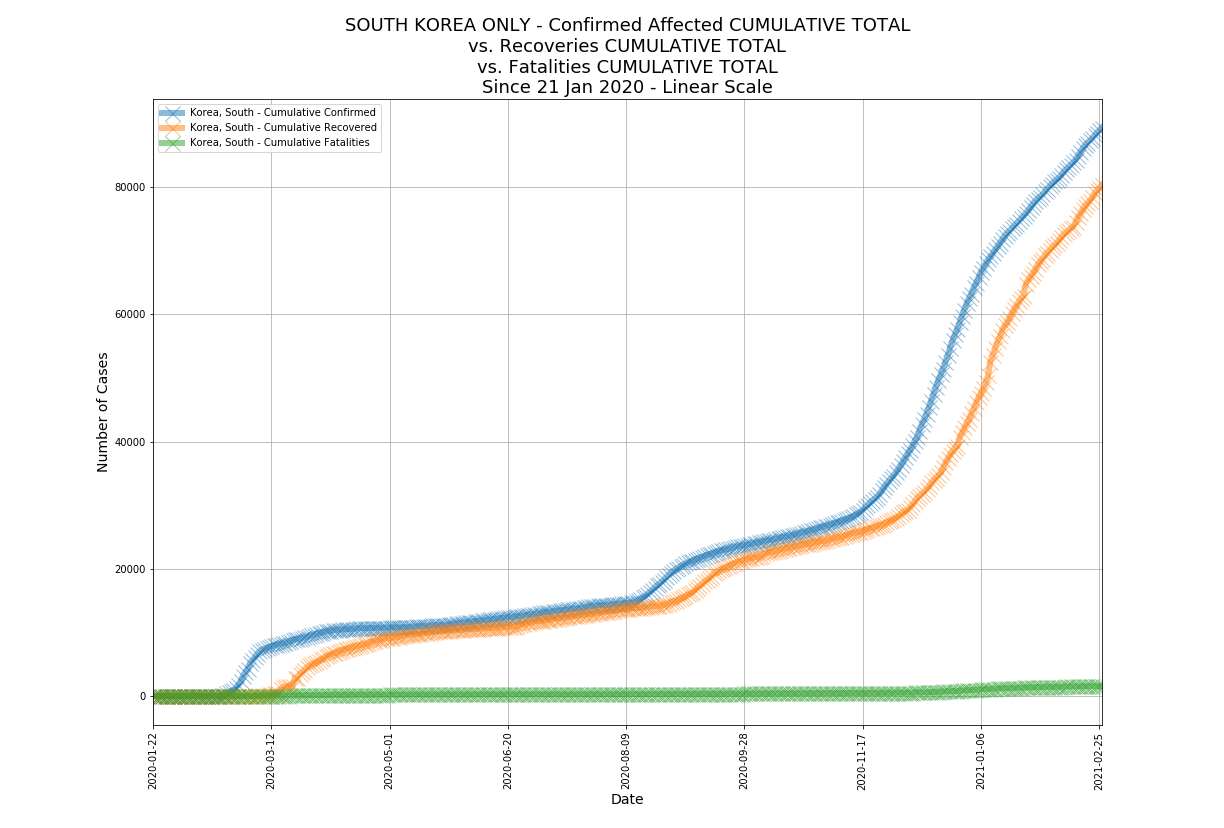 SOUTH KOREA ONLY - Confirmed Affected CUMULATIVE TOTAL
vs. Recoveries CUMULATIVE TOTAL
vs. Fatalities CUMULATIVE TOTAL
Since 21 Jan 2020 - Linear Scale
Korea, South - Cumulative Confirmed
Korea, South - Cumulative Recovered
Korea, South - Cumulative Fatalities
Number of Cases
80000
60000
40000
20000
0
2020-01-22
2020-03-12
2020-05-01
2020-06-20
2020-08-09
2020-09-28
2020-11-17
2021-01-06
2021-02-25
Date